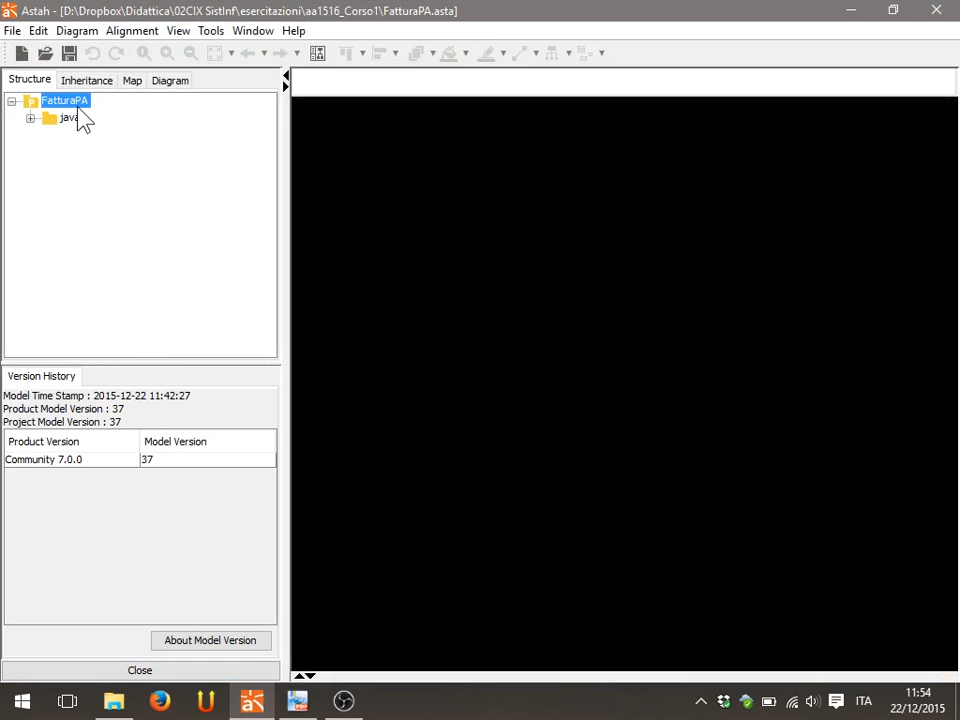 Astah - [D:\Dropbox\Didattica\02CIX SistInf\esercitazioni\aa1516_Corso1\FatturaPA.asta]
File Edit Diagram Alignment View Tools Window Help
Structure Inheritance Map Diagram
FatturaPA
java
Version History
Model Time Stamp : 2015-12-22 11:42:27
Product Model Version : 37
Project Model Version : 37
Product Version Model Version
Community 7.0.0 37
About Model Version
Close
ITA
11:54
22/12/2015